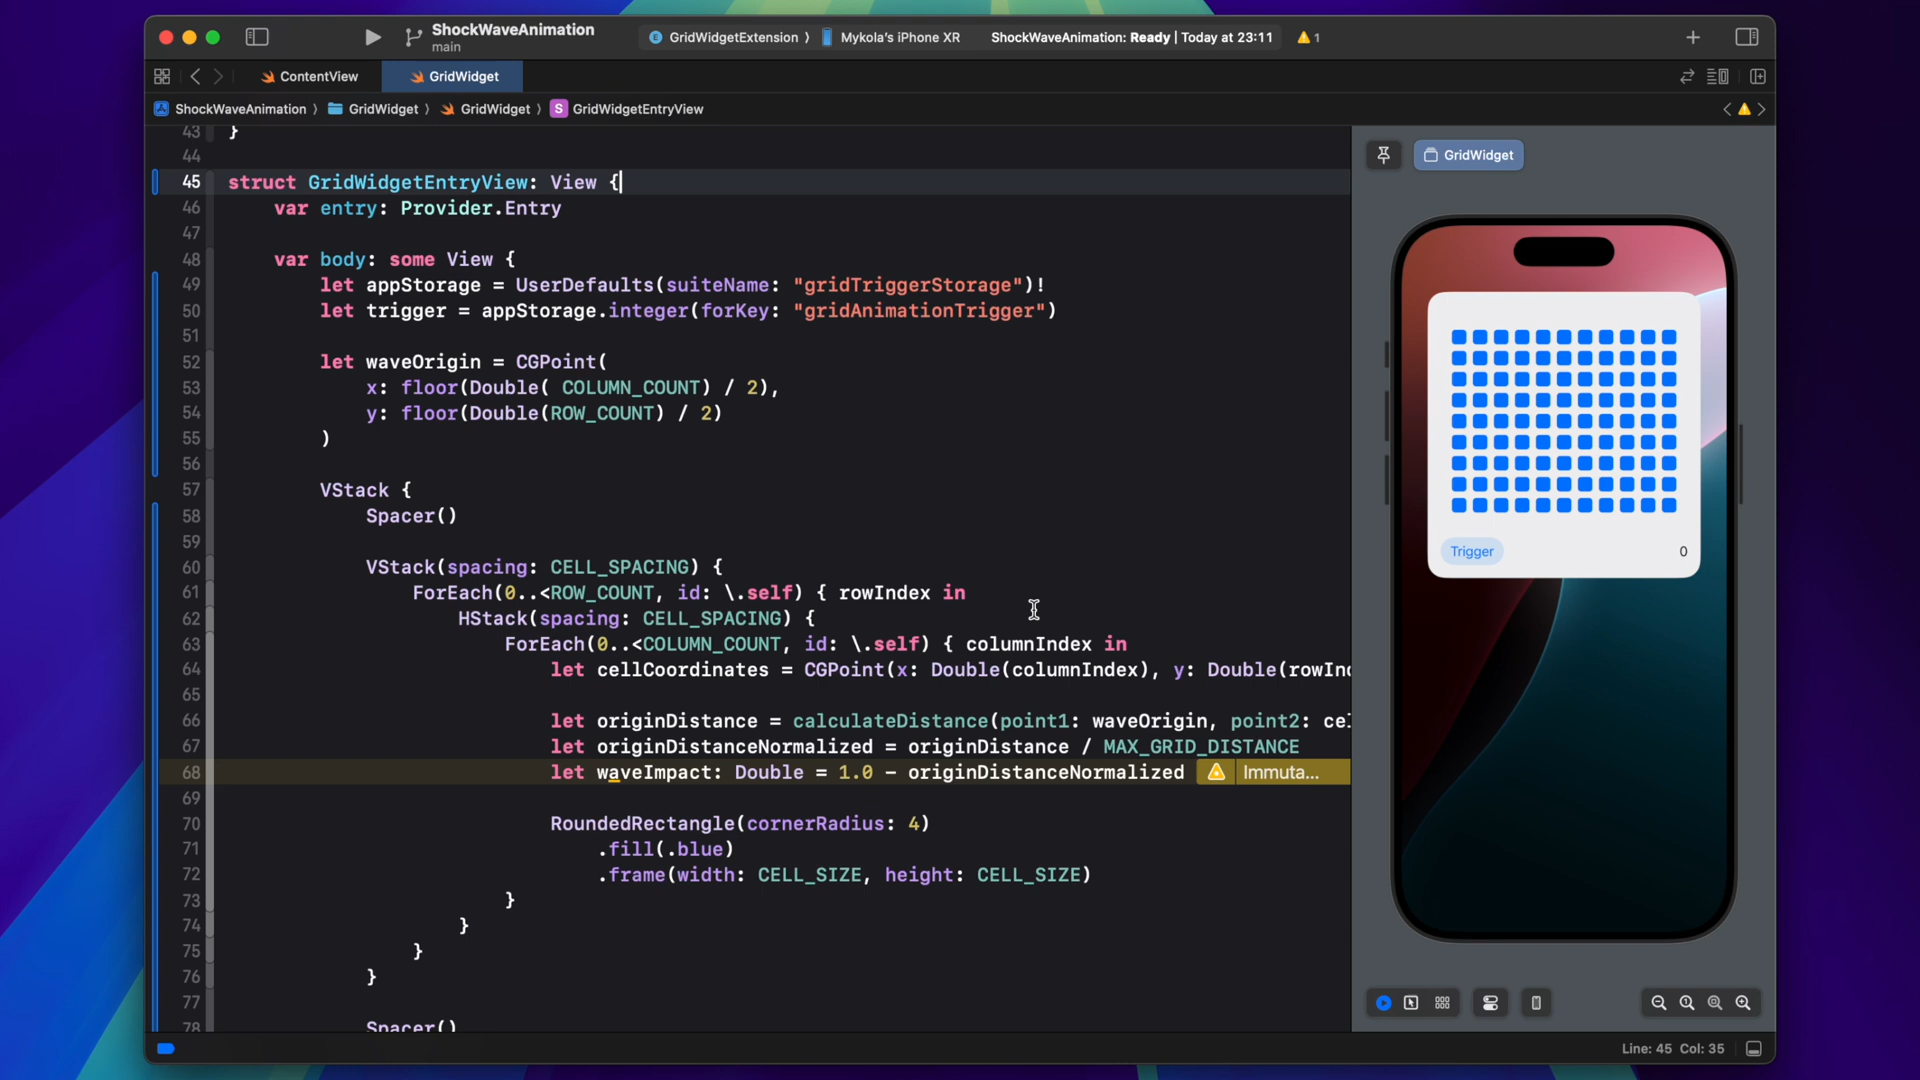 ShockWaveAnimation
main
GridWidgetExtension 〉 Mykola's iPhone XR
ShockWaveAnimation: Ready | Today at 23:11
1
ContentView
GridWidget
ShockWaveAnimation 〉 GridWidget 〉 GridWidget 〉 S GridWidgetEntryView
43 }
44
45 struct GridWidgetEntryView: View {
46 var entry: Provider.Entry
47
48 var body: some View {
49 let appStorage = UserDefaults(suiteName: "gridTriggerStorage")!
50 let trigger = appStorage.integer(forKey: "gridAnimationTrigger")
51
52 let waveOrigin = CGPoint(
53 x: floor(Double( COLUMN_COUNT) / 2),
54 y: floor(Double(ROW_COUNT) / 2)
55 )
56
57 VStack {
58 Spacer()
59
60 VStack(spacing: CELL_SPACING) {
61 ForEach(0..<ROW_COUNT, id: \.self) { rowIndex in
62 HStack(spacing: CELL_SPACING) {
63 ForEach(0..<COLUMN_COUNT, id: \.self) { columnIndex in
64 let cellCoordinates = CGPoint(x: Double(columnIndex), y: Double(rowInd
65
66 let originDistance = calculateDistance(point1: waveOrigin, point2: cel
67 let originDistanceNormalized = originDistance / MAX_GRID_DISTANCE
68 let waveImpact: Double = 1.0 - originDistanceNormalized Immuta...
69
70 RoundedRectangle(cornerRadius: 4)
71 .fill(.blue)
72 .frame(width: CELL_SIZE, height: CELL_SIZE)
73 }
74 }
75 }
76 }
77
78 Spacer()
GridWidget
Trigger
0
Line: 45 Col: 35